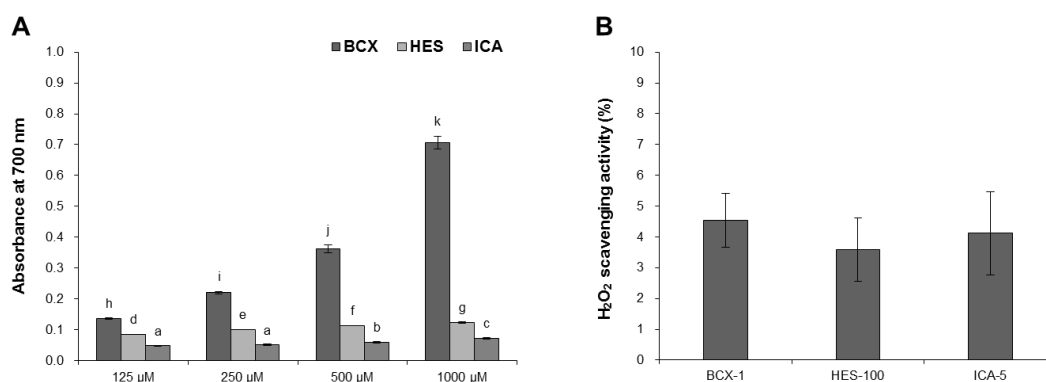 A
BCX HES ICA
Absorbance at 700 nm
1.0
0.9
0.8
0.7
0.6
0.5
0.4
0.3
0.2
0.1
0.0
h d a
i e a
j f b
k g c
125 µM 250 µM 500 µM 1000 µM
B
H₂O₂ scavenging activity (%)
10
9
8
7
6
5
4
3
2
1
0
BCX-1 HES-100 ICA-5